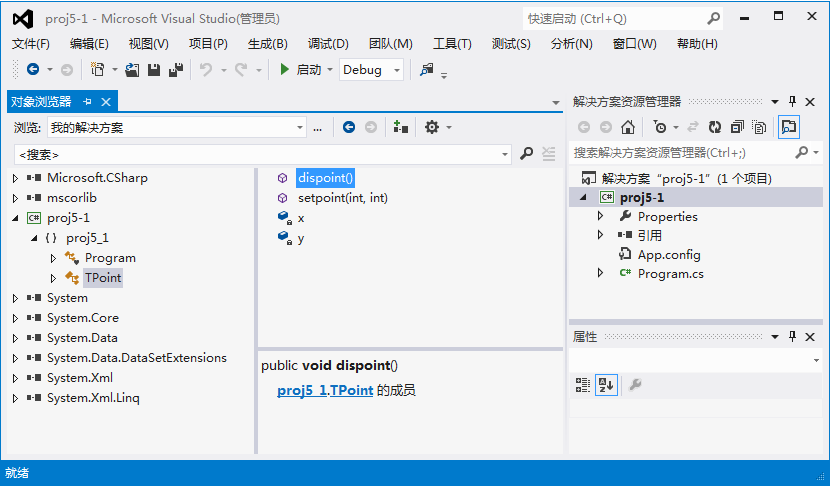 proj5-1 - Microsoft Visual Studio(管理员)
快速启动 (Ctrl+Q)
文件(F) 编辑(E) 视图(V) 项目(P) 生成(B) 调试(D) 团队(M) 工具(T) 测试(S) 分析(N) 窗口(W) 帮助(H)
启动 Debug
对象浏览器
浏览: 我的解决方案 ...
<搜索>
Microsoft.CSharp
mscorlib
C# proj5-1
{ } proj5_1
Program
TPoint
System
System.Core
System.Data
System.Data.DataSetExtensions
System.Xml
System.Xml.Linq
dispoint()
setpoint(int, int)
x
y
public void dispoint()
proj5_1.TPoint 的成员
解决方案资源管理器
搜索解决方案资源管理器(Ctrl+;)
解决方案“proj5-1”(1 个项目)
C# proj5-1
Properties
引用
App.config
C# Program.cs
属性
就绪